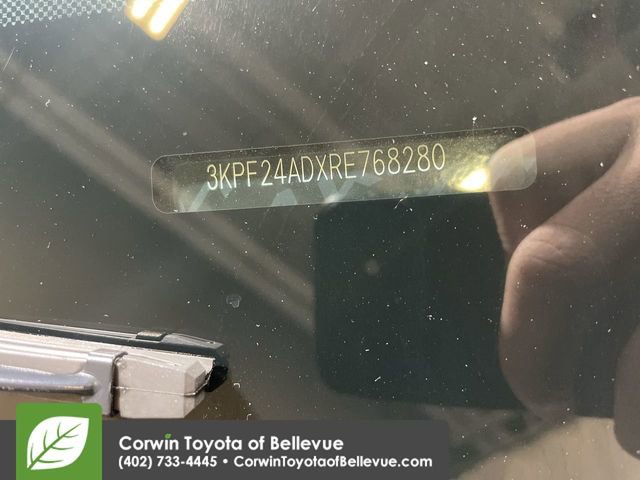 3KPF24ADXRE768280
Corwin Toyota of Bellevue
(402) 733-4445 • CorwinToyotaofBellevue.com